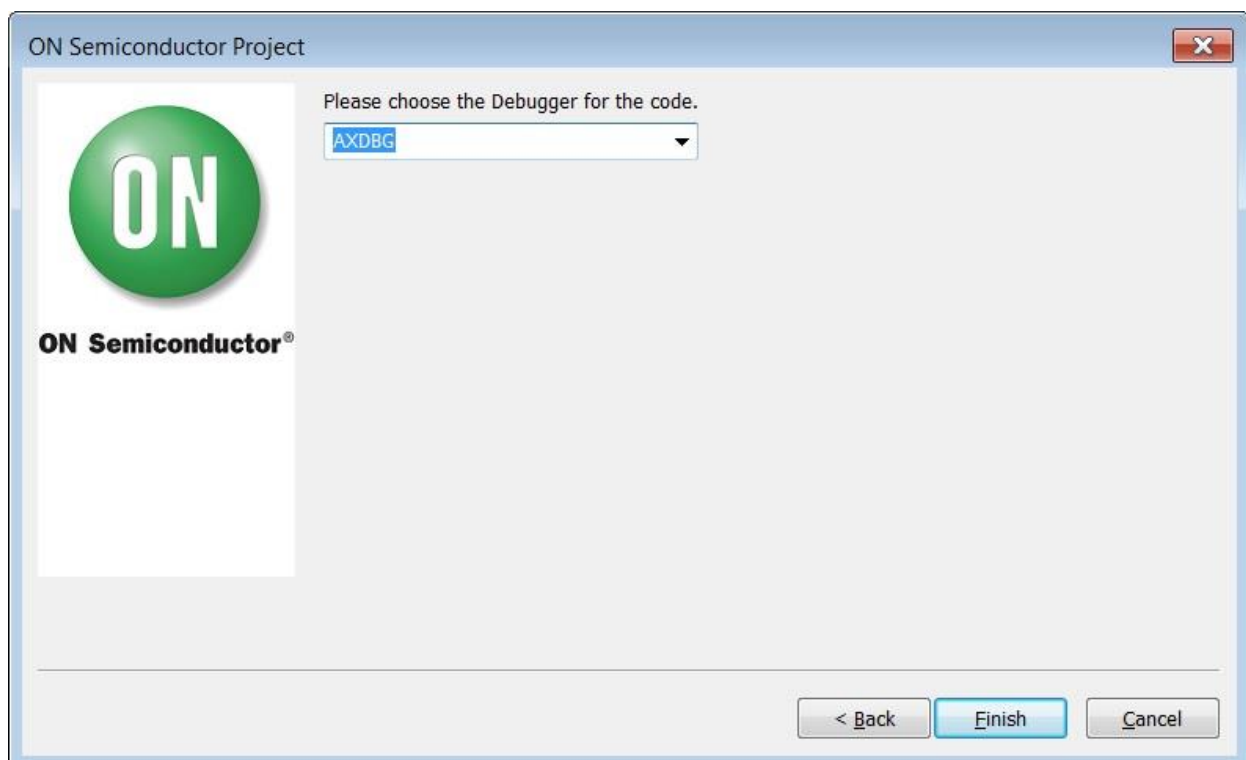 ON Semiconductor Project
Please choose the Debugger for the code.
AXDBG
ON
ON Semiconductor®
< Back
Finish
Cancel